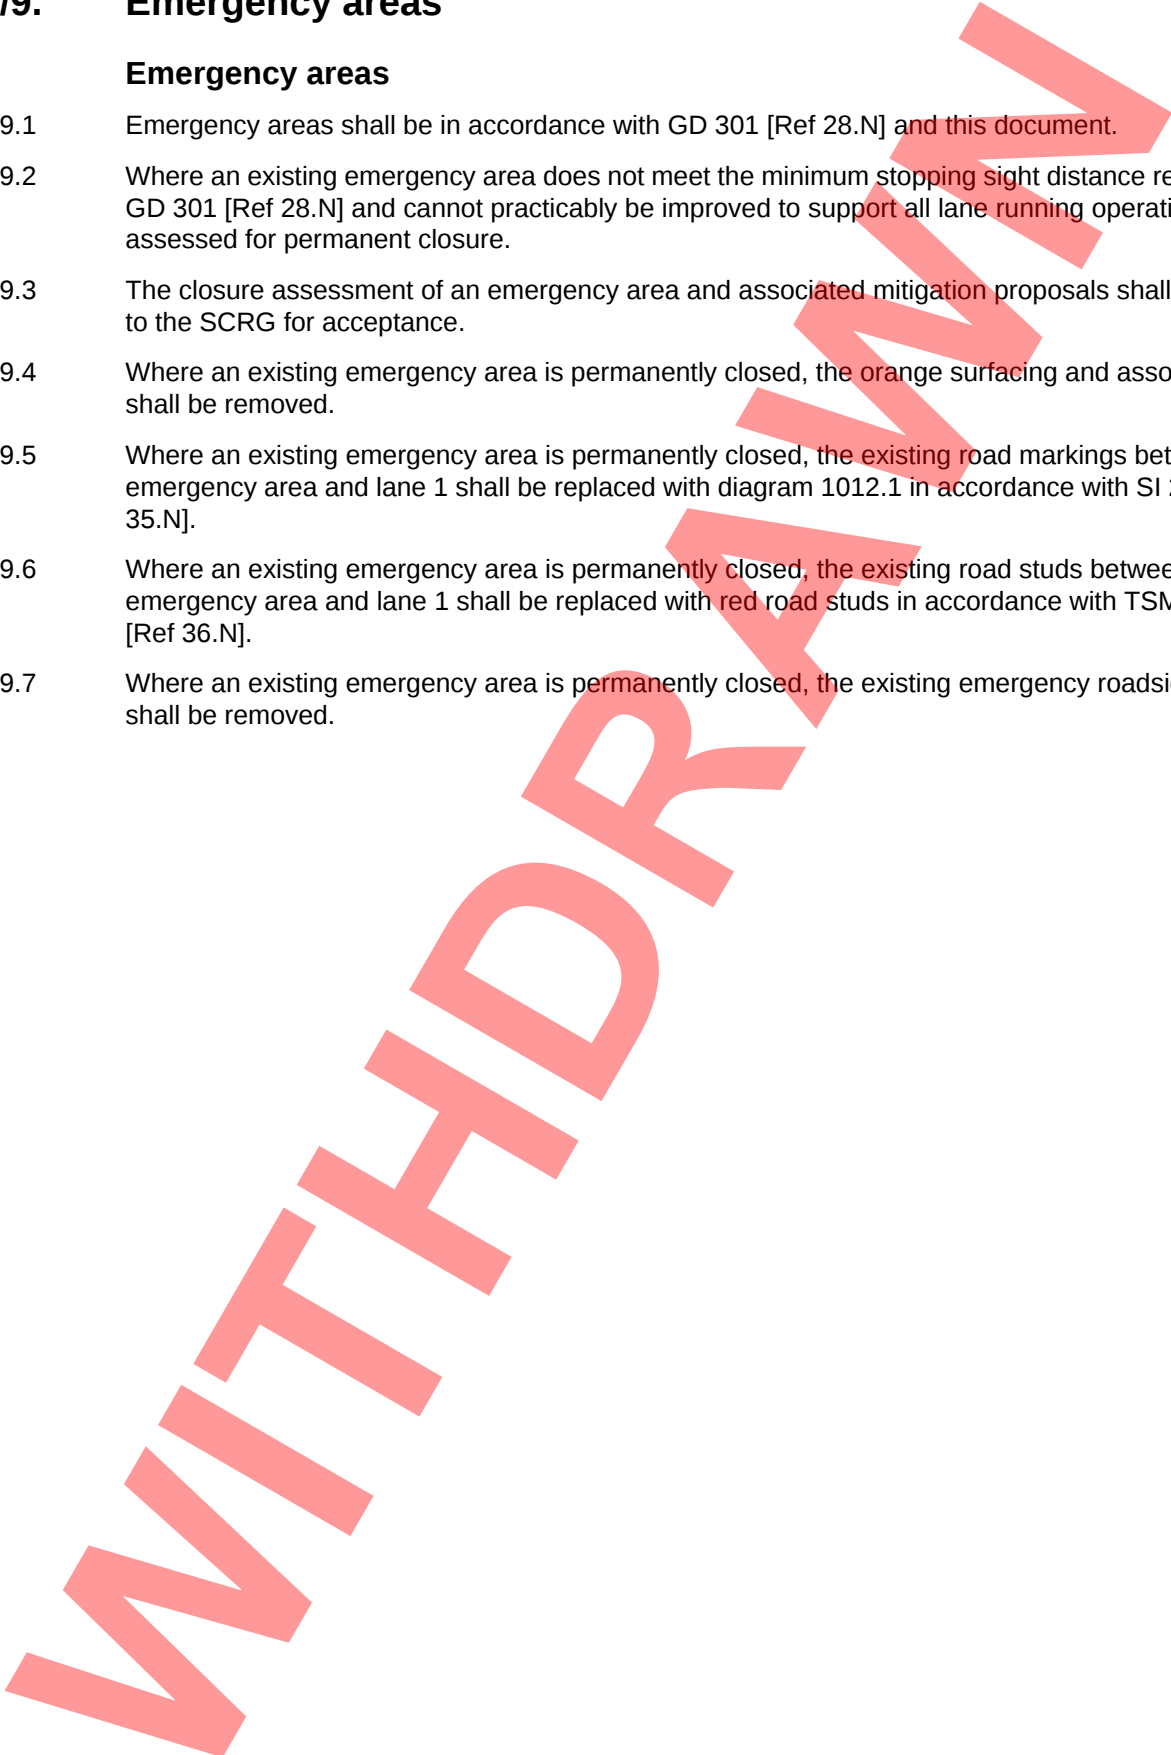 /9. Emergency areas
Emergency areas
9.1 Emergency areas shall be in accordance with GD 301 [Ref 28.N] and this document.
9.2 Where an existing emergency area does not meet the minimum stopping sight distance re
GD 301 [Ref 28.N] and cannot practicably be improved to support all lane running operati
assessed for permanent closure.
9.3 The closure assessment of an emergency area and associated mitigation proposals shall
to the SCRG for acceptance.
9.4 Where an existing emergency area is permanently closed, the orange surfacing and asso
shall be removed.
9.5 Where an existing emergency area is permanently closed, the existing road markings bet
emergency area and lane 1 shall be replaced with diagram 1012.1 in accordance with SI 2
35.N].
9.6 Where an existing emergency area is permanently closed, the existing road studs betwee
emergency area and lane 1 shall be replaced with red road studs in accordance with TSM
[Ref 36.N].
9.7 Where an existing emergency area is permanently closed, the existing emergency roadsi
shall be removed.
WITHDRAWN